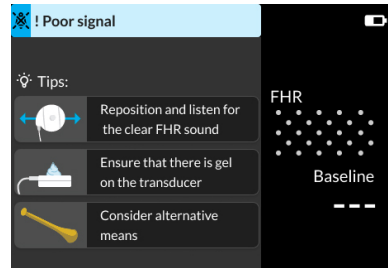 ! Poor signal
Tips:
Reposition and listen for
the clear FHR sound
Ensure that there is gel
on the transducer
Consider alternative
means
FHR
Baseline
---